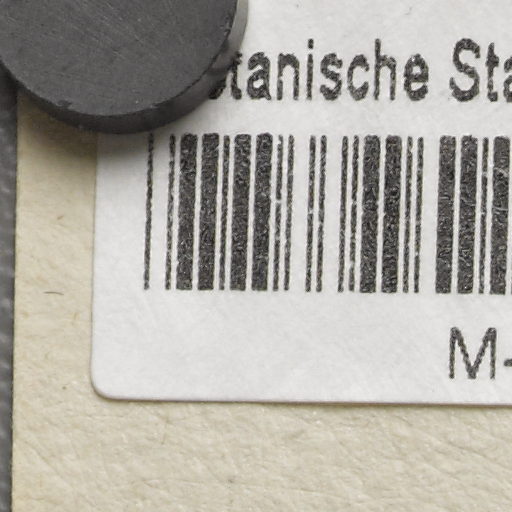 tanische Sta
M-